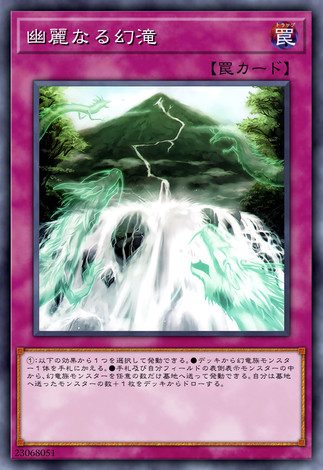 幽麗なる幻滝
トラップ
罠
【罠カード】
①:以下の効果から1つを選択して発動できる。●デッキから幻竜族モンスタ
ー1体を手札に加える。●手札及び自分フィールドの表側表示モンスターの中
から、幻竜族モンスターを任意の数だけ墓地へ送って発動できる。自分は墓地
へ送ったモンスターの数+1枚をデッキからドローする。
23068051